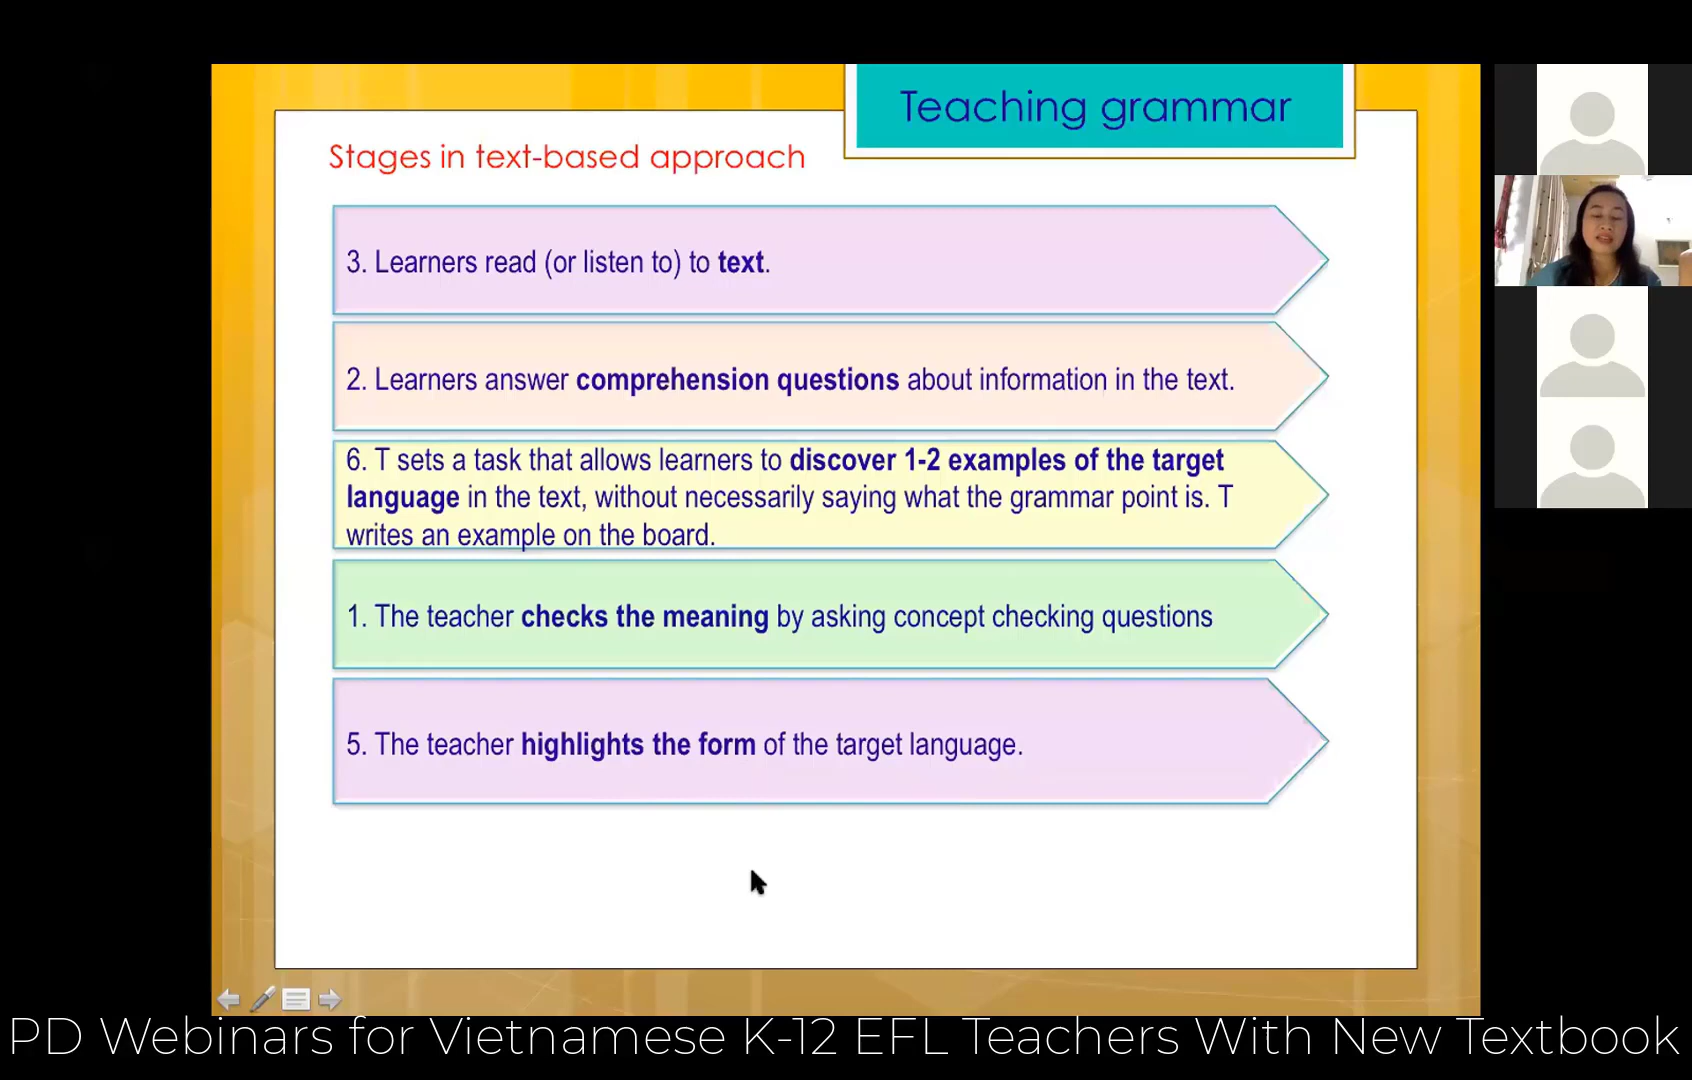 Teaching grammar
Stages in text-based approach
3. Learners read (or listen to) to text.
2. Learners answer comprehension questions about information in the text.
6. T sets a task that allows learners to discover 1-2 examples of the target
language in the text, without necessarily saying what the grammar point is. T
writes an example on the board.
1. The teacher checks the meaning by asking concept checking questions
5. The teacher highlights the form of the target language.
PD Webinars for Vietnamese K-12 EFL Teachers With New Textbook